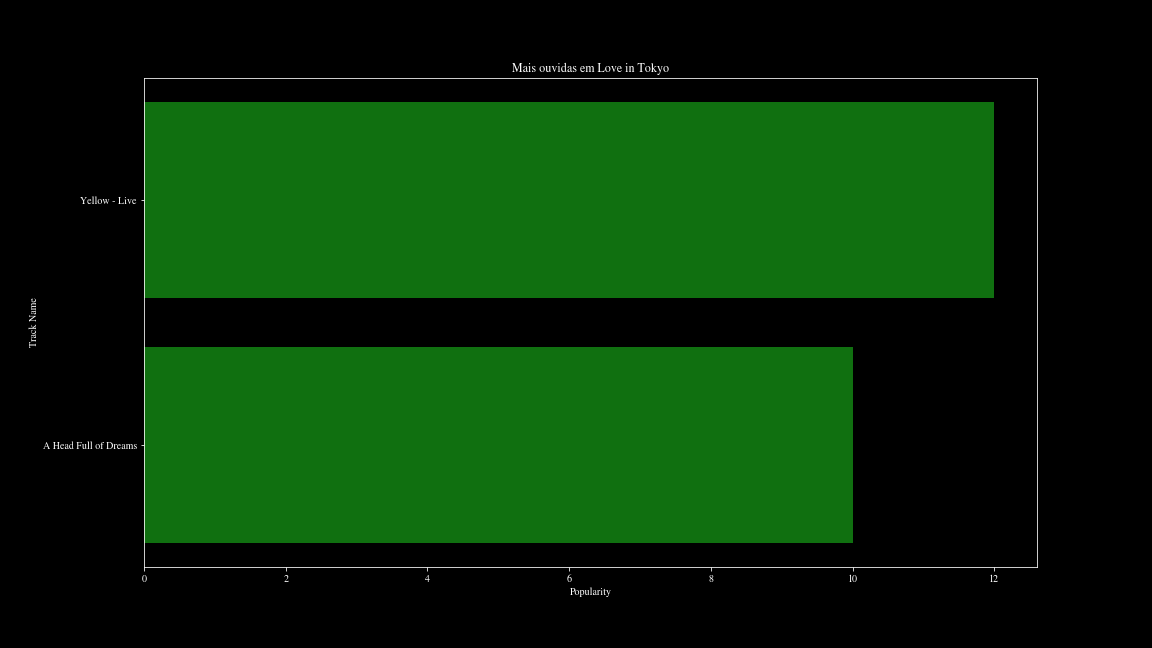 Mais ouvidas em Love in Tokyo
Yellow - Live
Track Name
A Head Full of Dreams
0 2 4 6 8 10 12
Popularity